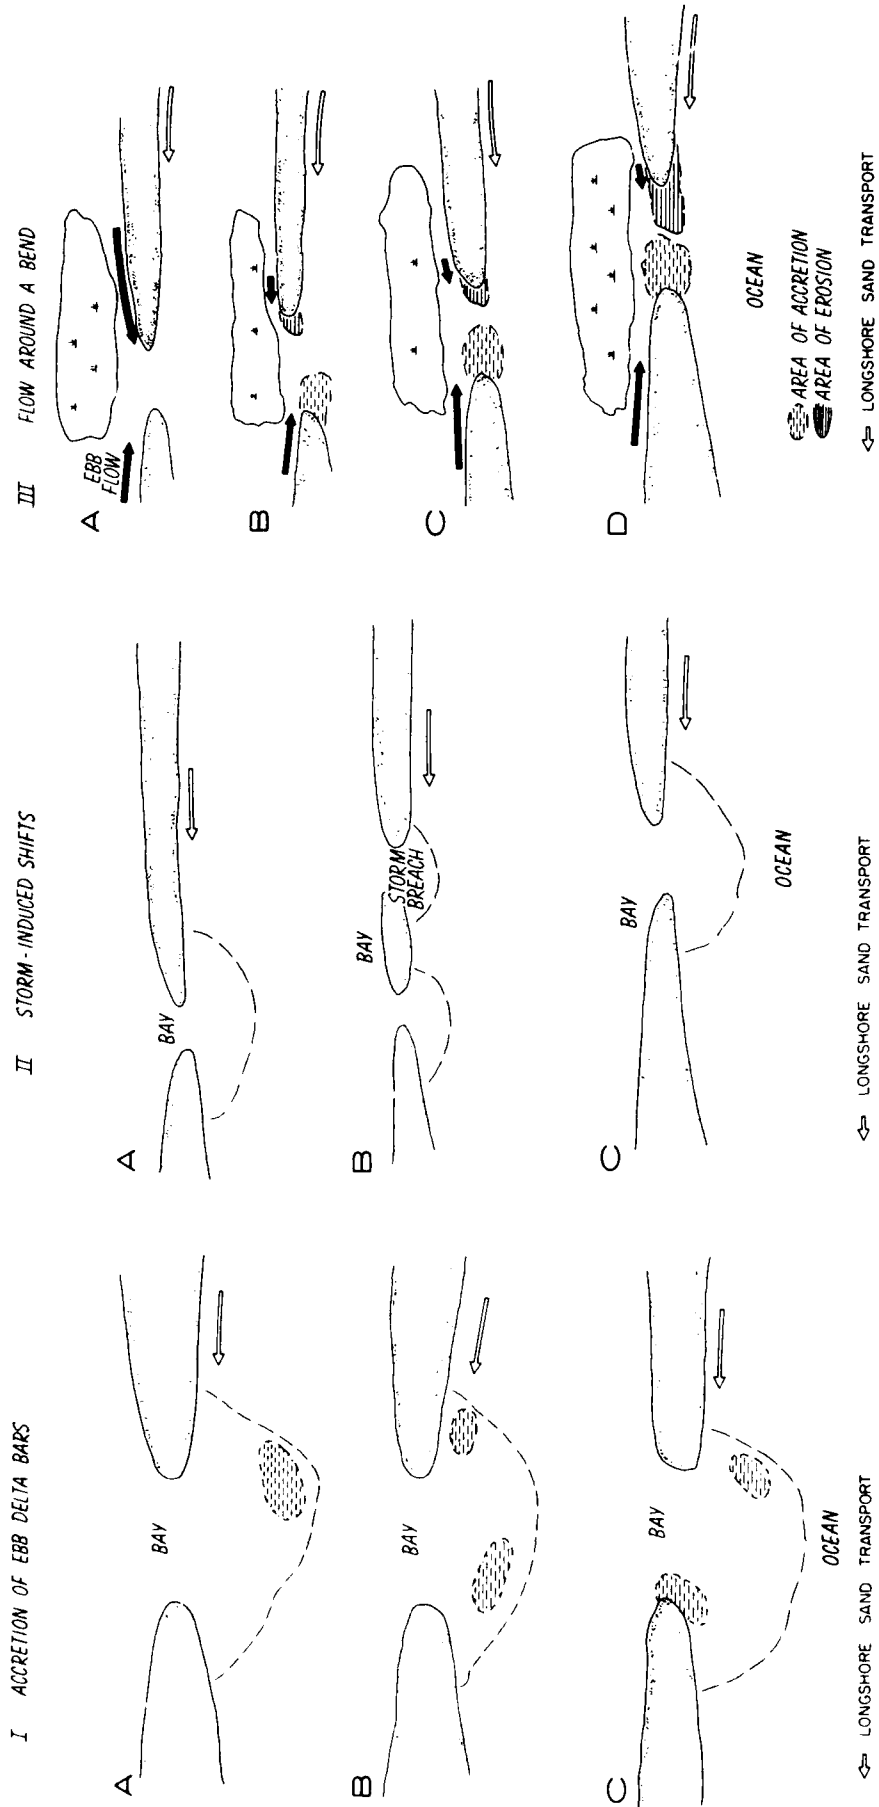 I ACCRETION OF EBB DELTA BARS
A
BAY
B
BAY
C
BAY
OCEAN
LONGSHORE SAND TRANSPORT
II STORM-INDUCED SHIFTS
A
BAY
B
BAY
STORM
BREACH
C
BAY
OCEAN
LONGSHORE SAND TRANSPORT
III FLOW AROUND A BEND
A
EBB
FLOW
B
C
D
OCEAN
AREA OF ACCRETION
AREA OF EROSION
LONGSHORE SAND TRANSPORT